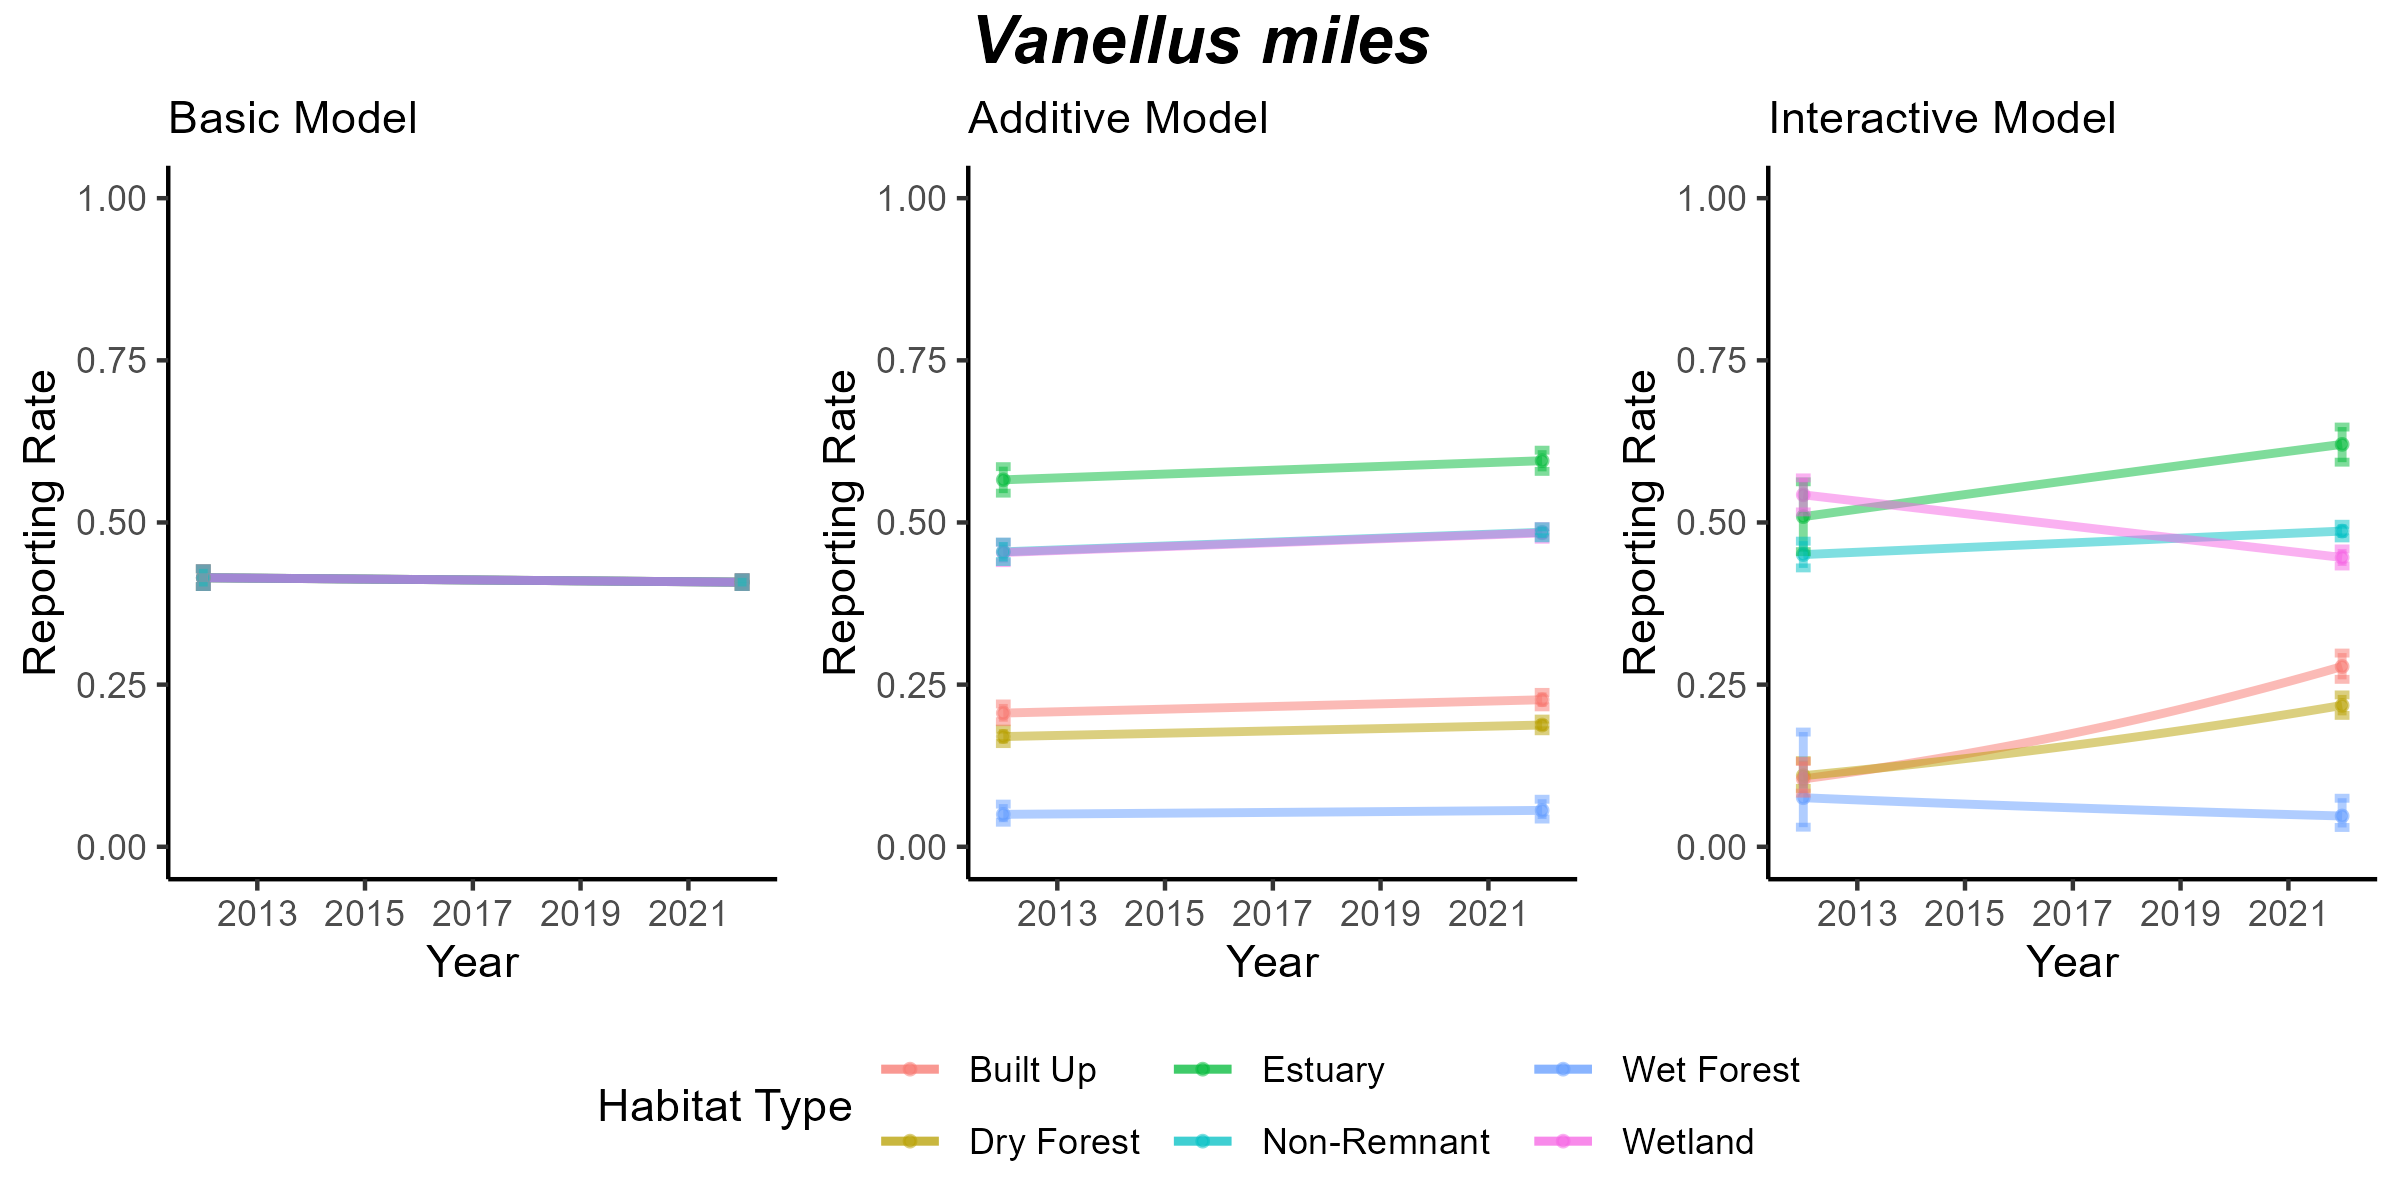 Vanellus miles
Basic Model
Additive Model
Interactive Model
Reporting Rate
1.00
0.75
0.50
0.25
0.00
2013 2015 2017 2019 2021
Year
Reporting Rate
1.00
0.75
0.50
0.25
0.00
2013 2015 2017 2019 2021
Year
Reporting Rate
1.00
0.75
0.50
0.25
0.00
2013 2015 2017 2019 2021
Year
Habitat Type
Built Up
Estuary
Wet Forest
Dry Forest
Non-Remnant
Wetland